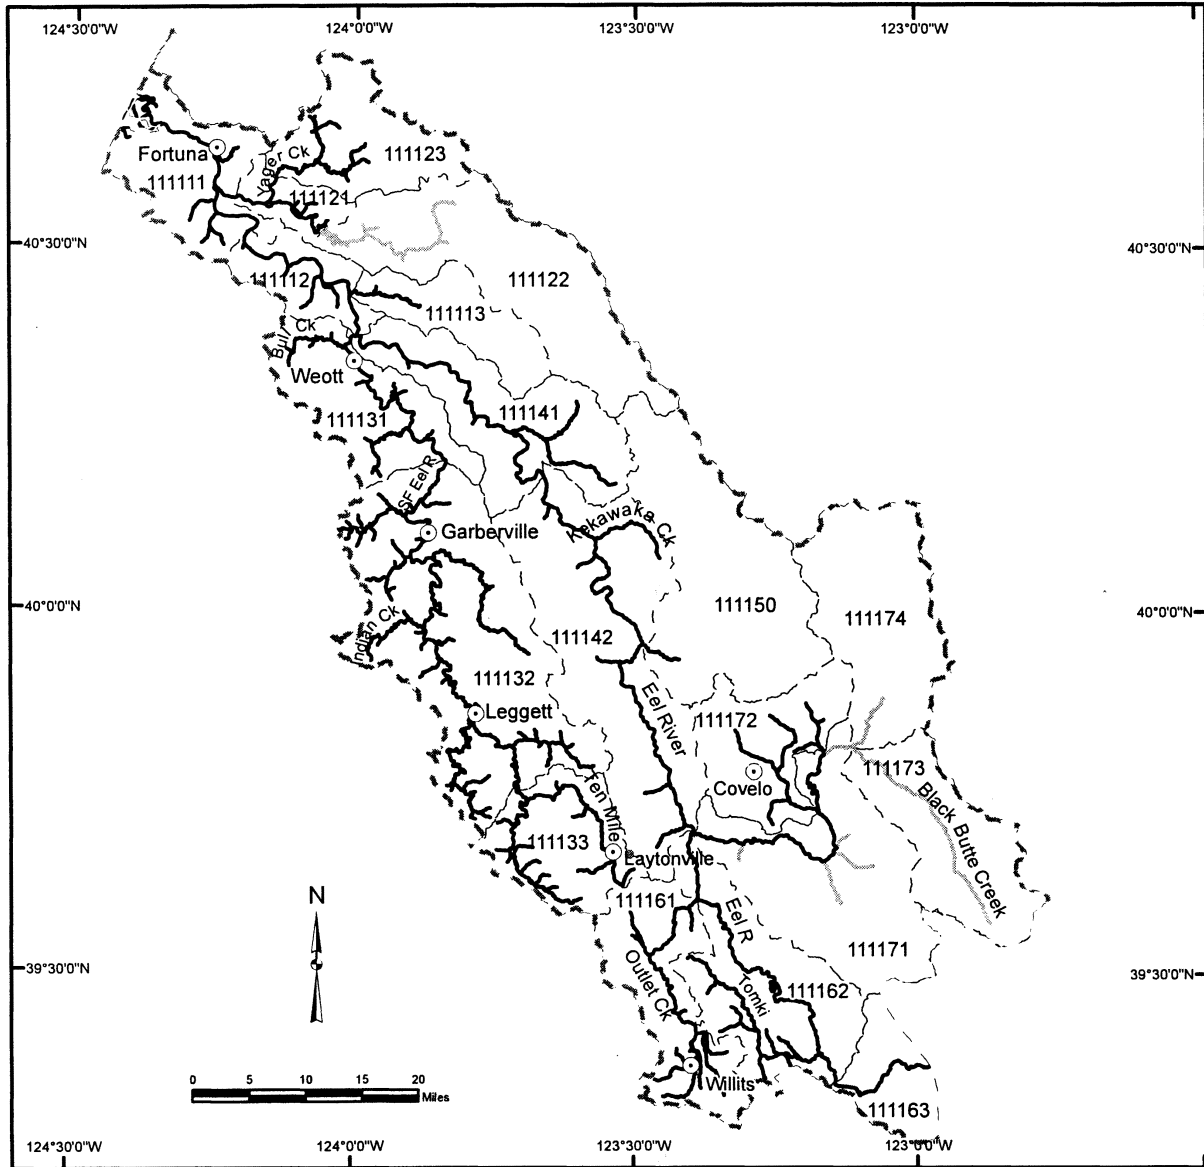 124°30'0"W 124°0'0"W 123°30'0"W 123°0'0"W
Fortuna
Yager Ck
111123
111111
111121
40°30'0"N 40°30'0"N
111122
111112
111113
Bull Ck
Weott
111141
111131
SF Eel R
Kekawaka Ck
Garberville
40°0'0"N 40°0'0"N
111150
111174
Indian Ck
111142
111132
Eel River
Leggett
111172
111173
Covelo
Ten Mile
Black Butte Creek
111133
Laytonville
111161
Eel R
N
111171
39°30'0"N 39°30'0"N
Outlet Ck
Tomki
111162
Willits
0 5 10 15 20
Miles
111163
124°30'0"W 124°0'0"W 123°30'0"W 123°0'0"W